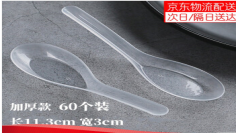 京东物流配送
次日/隔日送达
加厚款 60个装
长11.3cm 宽3cm